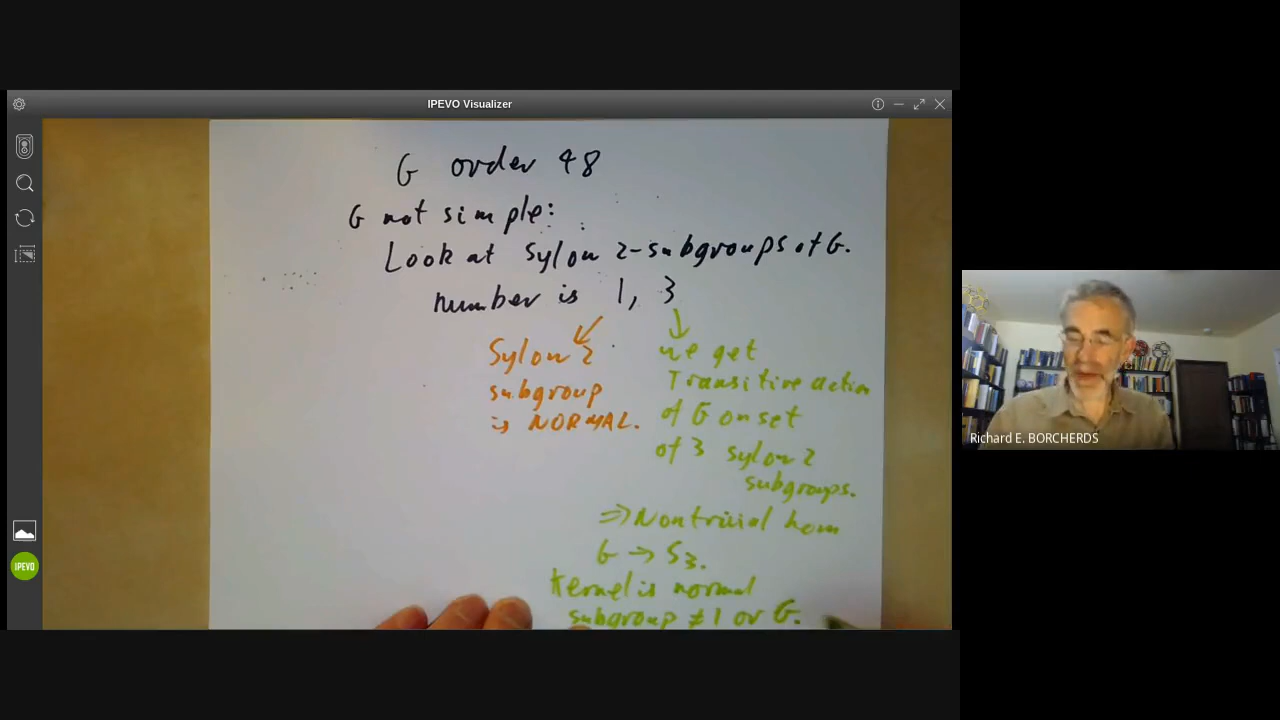 IPEVO Visualizer
G order 48
G not simple:
Look at Sylow 2-subgroups of G.
number is 1, 3
Sylow 2
subgroup
is NORMAL.
we get
Transitive action
of G on set
of 3 Sylow 2
subgroups.
⇒ Nontrivial hom
G → S₃.
Kernel is normal
subgroup ≠ 1 or G.
IPEVO
Richard E. BORCHERDS